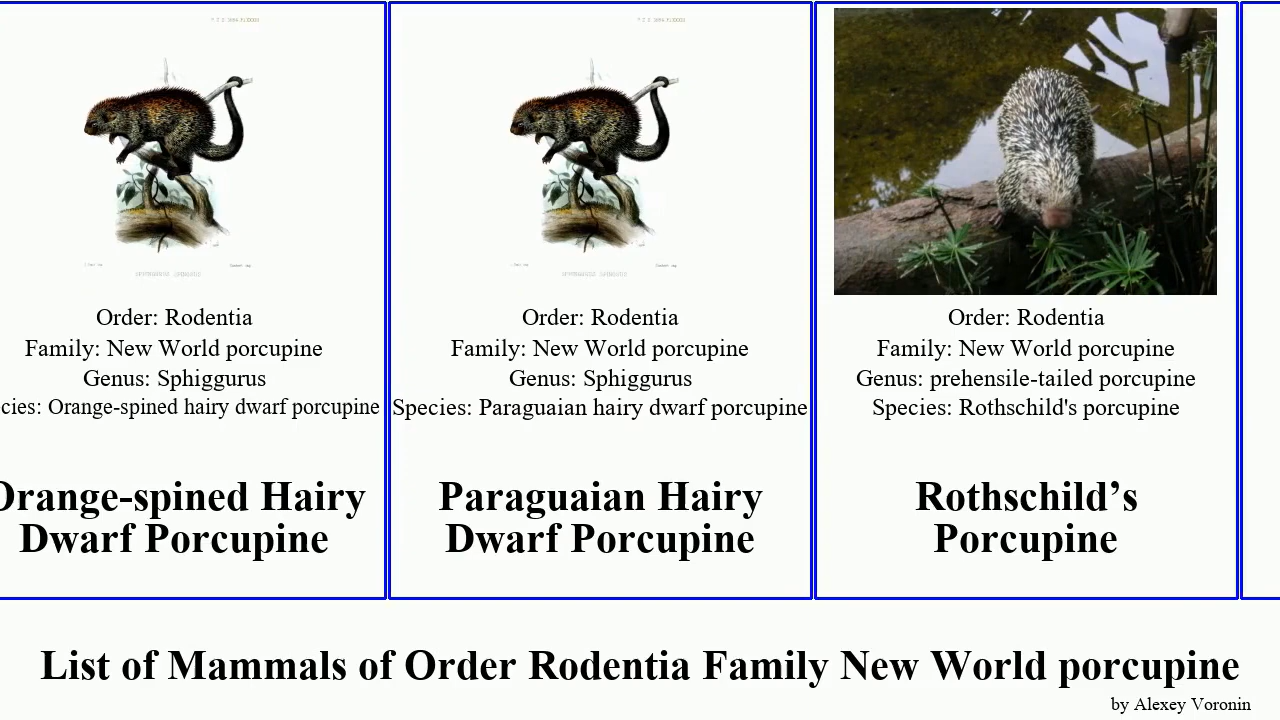 Order: Rodentia
Family: New World porcupine
Genus: Sphiggurus
cies: Orange-spined hairy dwarf porcupine
Orange-spined Hairy
Dwarf Porcupine
Order: Rodentia
Family: New World porcupine
Genus: Sphiggurus
Species: Paraguaian hairy dwarf porcupine
Paraguaian Hairy
Dwarf Porcupine
Order: Rodentia
Family: New World porcupine
Genus: prehensile-tailed porcupine
Species: Rothschild's porcupine
Rothschild’s
Porcupine
List of Mammals of Order Rodentia Family New World porcupine
by Alexey Voronin